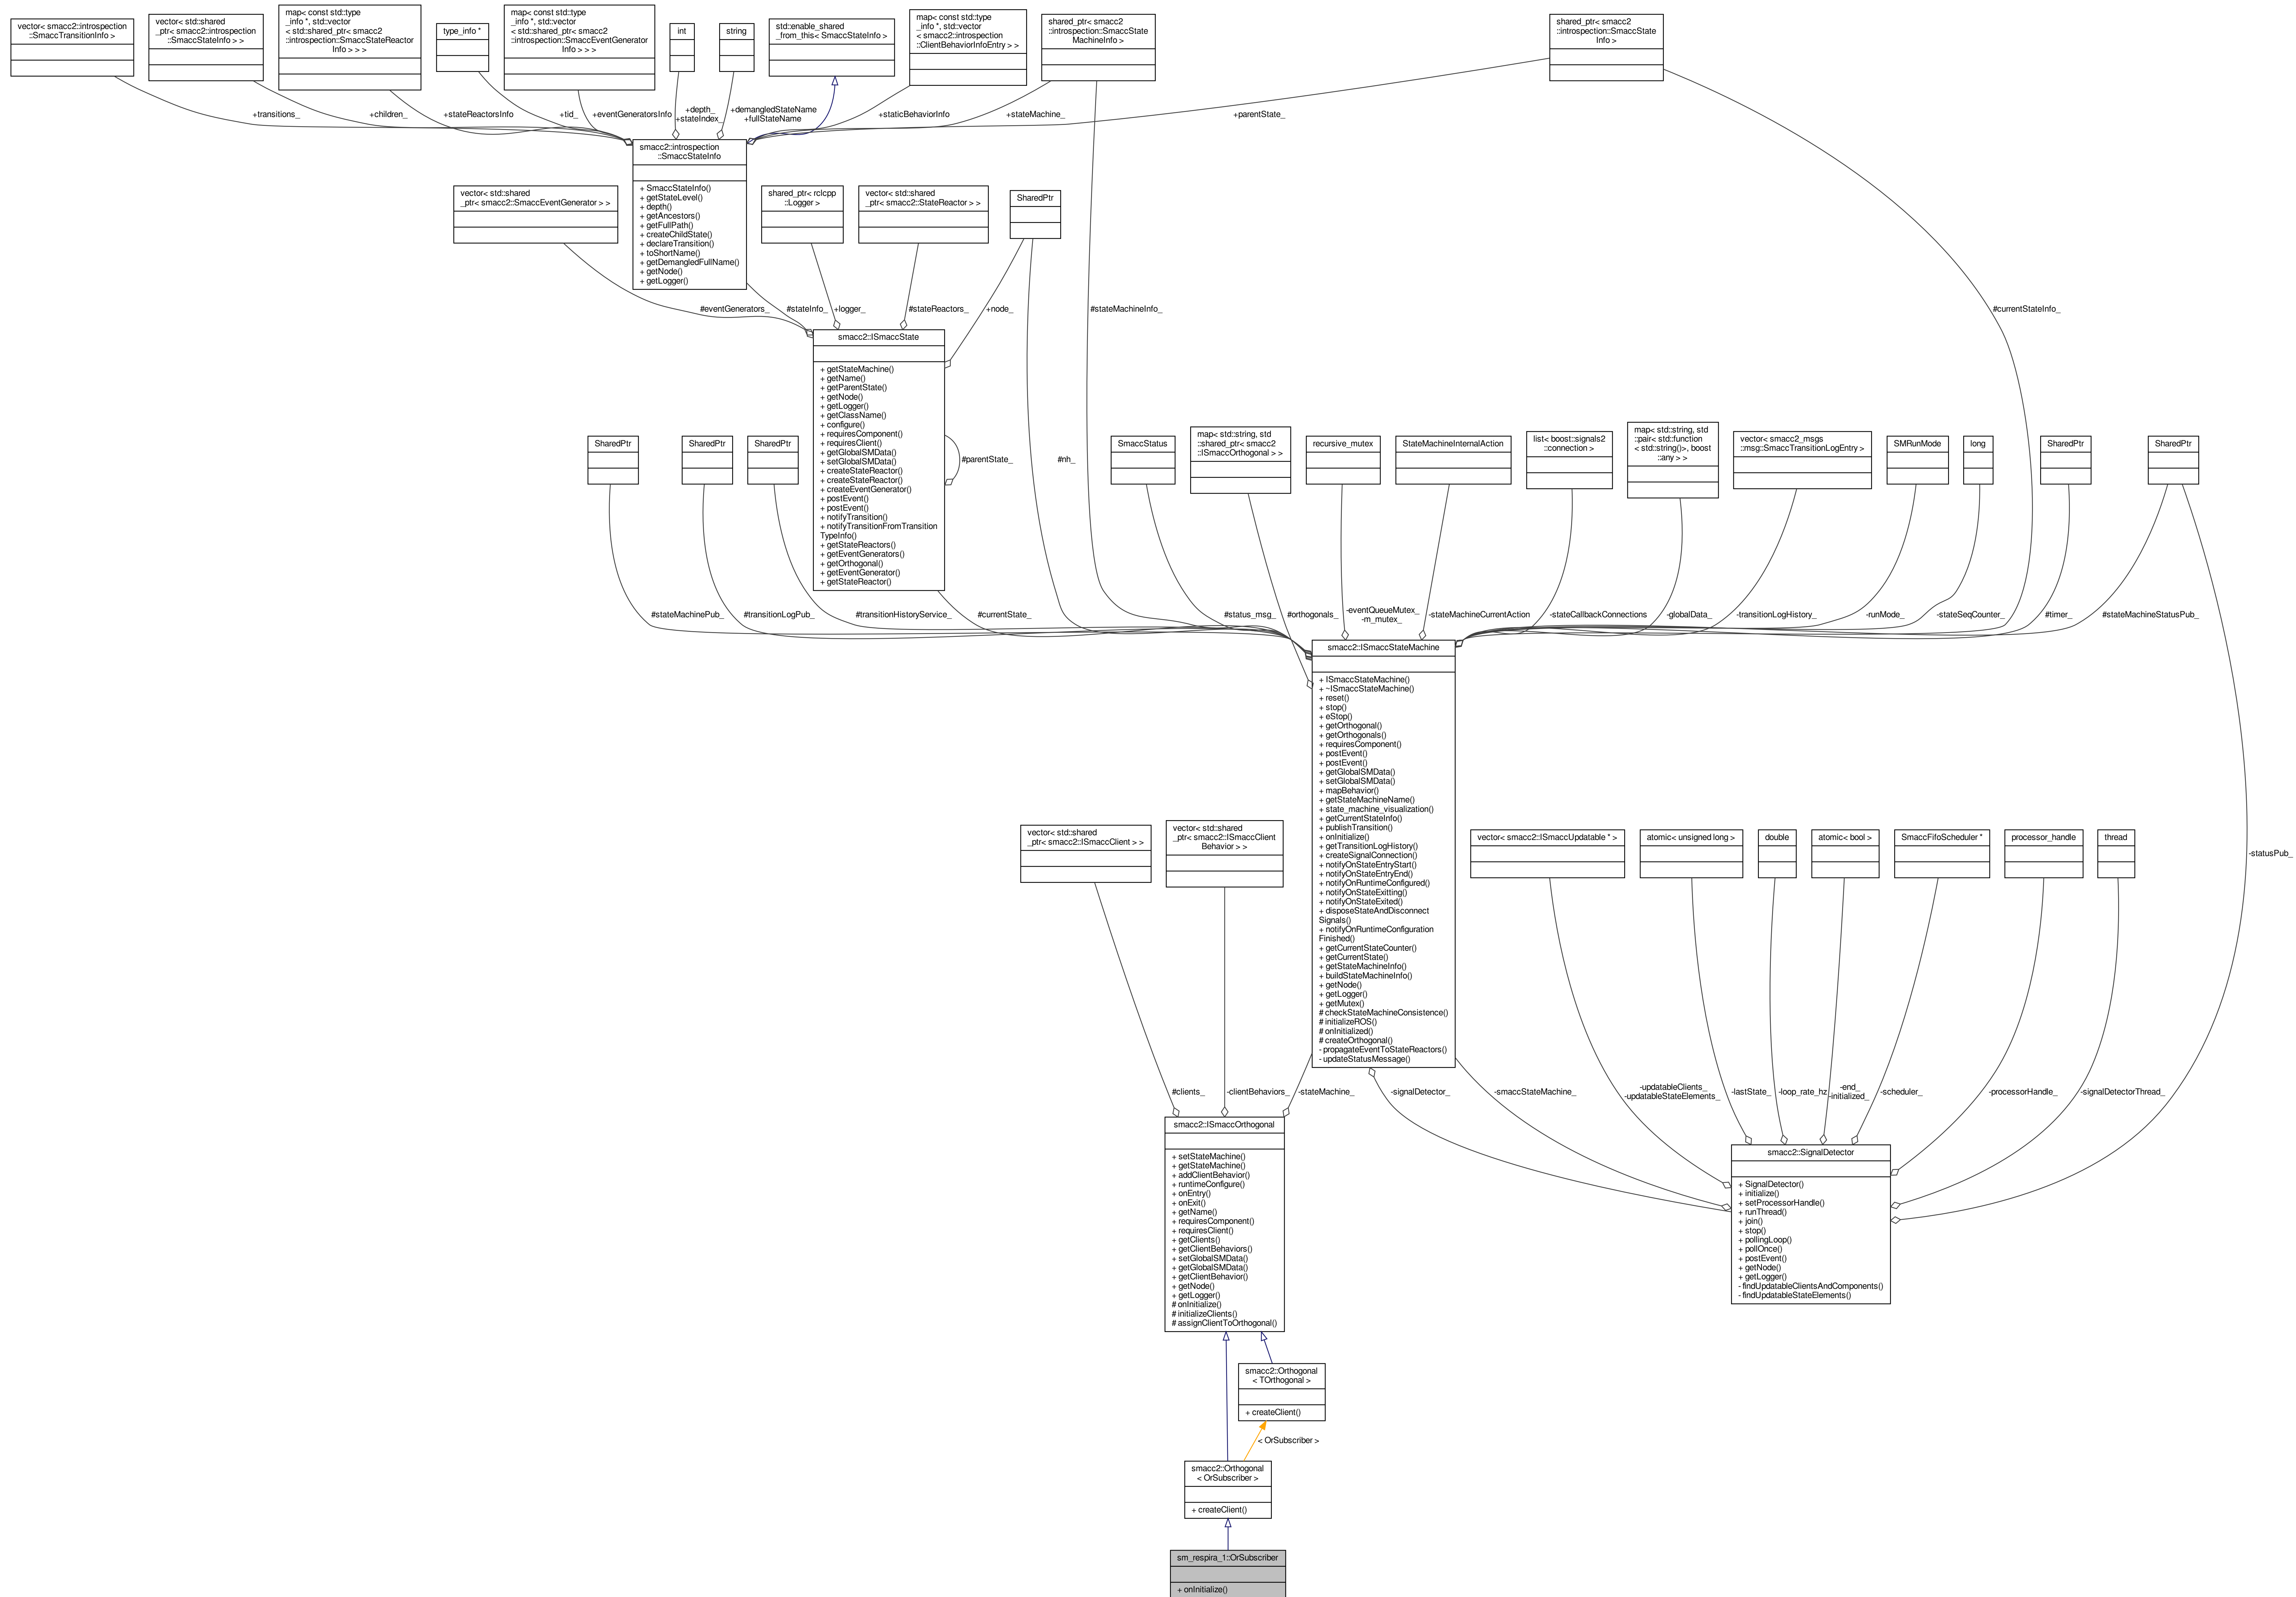 vector< smacc2::introspection
::SmaccTransitionInfo >
vector< std::shared
_ptr< smacc2::introspection
::SmaccStateInfo > >
map< const std::type
_info *, std::vector
< std::shared_ptr< smacc2
::introspection::SmaccStateReactor
Info > > >
type_info *
map< const std::type
_info *, std::vector
< std::shared_ptr< smacc2
::introspection::SmaccEventGenerator
Info > > >
int
string
std::enable_shared
_from_this< SmaccStateInfo >
map< const std::type
_info *, std::vector
< smacc2::introspection
::ClientBehaviorInfoEntry > >
shared_ptr< smacc2
::introspection::SmaccState
MachineInfo >
shared_ptr< smacc2
::introspection::SmaccState
Info >
+transitions_
+children_
+stateReactorsInfo
+tid_
+eventGeneratorsInfo
+depth_
+stateIndex_
+demangledStateName
+fullStateName
+staticBehaviorInfo
+stateMachine_
+parentState_
smacc2::introspection
::SmaccStateInfo
+ SmaccStateInfo()
+ getStateLevel()
+ depth()
+ getAncestors()
+ getFullPath()
+ createChildState()
+ declareTransition()
+ toShortName()
+ getDemangledFullName()
+ getNode()
+ getLogger()
vector< std::shared
_ptr< smacc2::SmaccEventGenerator > >
shared_ptr< rclcpp
::Logger >
vector< std::shared
_ptr< smacc2::StateReactor > >
SharedPtr
#eventGenerators_
#stateInfo_
+logger_
#stateReactors_
+node_
#stateMachineInfo_
#currentStateInfo_
smacc2::ISmaccState
+ getStateMachine()
+ getName()
+ getParentState()
+ getNode()
+ getLogger()
+ getClassName()
+ configure()
+ requiresComponent()
+ requiresClient()
+ getGlobalSMData()
+ setGlobalSMData()
+ createStateReactor()
+ createStateReactor()
+ createEventGenerator()
+ postEvent()
+ postEvent()
+ notifyTransition()
+ notifyTransitionFromTransition
TypeInfo()
+ getStateReactors()
+ getEventGenerators()
+ getOrthogonal()
+ getEventGenerator()
+ getStateReactor()
#parentState_
#nh_
SharedPtr
SharedPtr
SharedPtr
SmaccStatus
map< std::string, std
::shared_ptr< smacc2
::ISmaccOrthogonal > >
recursive_mutex
StateMachineInternalAction
list< boost::signals2
::connection >
map< std::string, std
::pair< std::function
< std::string()>, boost
::any > >
vector< smacc2_msgs
::msg::SmaccTransitionLogEntry >
SMRunMode
long
SharedPtr
SharedPtr
#stateMachinePub_
#transitionLogPub_
#transitionHistoryService_
#currentState_
#status_msg_
#orthogonals_
-eventQueueMutex_
-m_mutex_
-stateMachineCurrentAction
-stateCallbackConnections
-globalData_
-transitionLogHistory_
-runMode_
-stateSeqCounter_
#timer_
#stateMachineStatusPub_
smacc2::ISmaccStateMachine
+ ISmaccStateMachine()
+ ~ISmaccStateMachine()
+ reset()
+ stop()
+ eStop()
+ getOrthogonal()
+ getOrthogonals()
+ requiresComponent()
+ postEvent()
+ postEvent()
+ getGlobalSMData()
+ setGlobalSMData()
+ mapBehavior()
+ getStateMachineName()
+ state_machine_visualization()
+ getCurrentStateInfo()
+ publishTransition()
+ onInitialize()
+ getTransitionLogHistory()
+ createSignalConnection()
+ notifyOnStateEntryStart()
+ notifyOnStateEntryEnd()
+ notifyOnRuntimeConfigured()
+ notifyOnStateExitting()
+ notifyOnStateExited()
+ disposeStateAndDisconnect
Signals()
+ notifyOnRuntimeConfiguration
Finished()
+ getCurrentStateCounter()
+ getCurrentState()
+ getStateMachineInfo()
+ buildStateMachineInfo()
+ getNode()
+ getLogger()
+ getMutex()
# checkStateMachineConsistence()
# initializeROS()
# onInitialized()
# createOrthogonal()
- propagateEventToStateReactors()
- updateStatusMessage()
vector< std::shared
_ptr< smacc2::ISmaccClient > >
vector< std::shared
_ptr< smacc2::ISmaccClient
Behavior > >
vector< smacc2::ISmaccUpdatable * >
atomic< unsigned long >
double
atomic< bool >
SmaccFifoScheduler *
processor_handle
thread
-statusPub_
#clients_
-clientBehaviors_
-stateMachine_
-signalDetector_
-smaccStateMachine_
-updatableClients_
-updatableStateElements_
-lastState_
-loop_rate_hz
-end_
-initialized_
-scheduler_
-processorHandle_
-signalDetectorThread_
smacc2::ISmaccOrthogonal
+ setStateMachine()
+ getStateMachine()
+ addClientBehavior()
+ runtimeConfigure()
+ onEntry()
+ onExit()
+ getName()
+ requiresComponent()
+ requiresClient()
+ getClients()
+ getClientBehaviors()
+ setGlobalSMData()
+ getGlobalSMData()
+ getClientBehavior()
+ getNode()
+ getLogger()
# onInitialize()
# initializeClients()
# assignClientToOrthogonal()
smacc2::SignalDetector
+ SignalDetector()
+ initialize()
+ setProcessorHandle()
+ runThread()
+ join()
+ stop()
+ pollingLoop()
+ pollOnce()
+ postEvent()
+ getNode()
+ getLogger()
- findUpdatableClientsAndComponents()
- findUpdatableStateElements()
smacc2::Orthogonal
< TOrthogonal >
+ createClient()
< OrSubscriber >
smacc2::Orthogonal
< OrSubscriber >
+ createClient()
sm_respira_1::OrSubscriber
+ onInitialize()